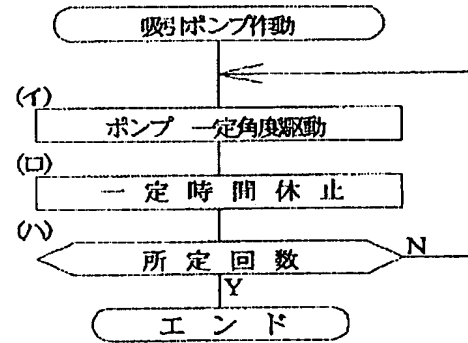 吸引ポンプ作動
(イ)
ポンプ 一定角度駆動
(ロ)
一定時間休止
(ハ)
所定回数
N
Y
エンド